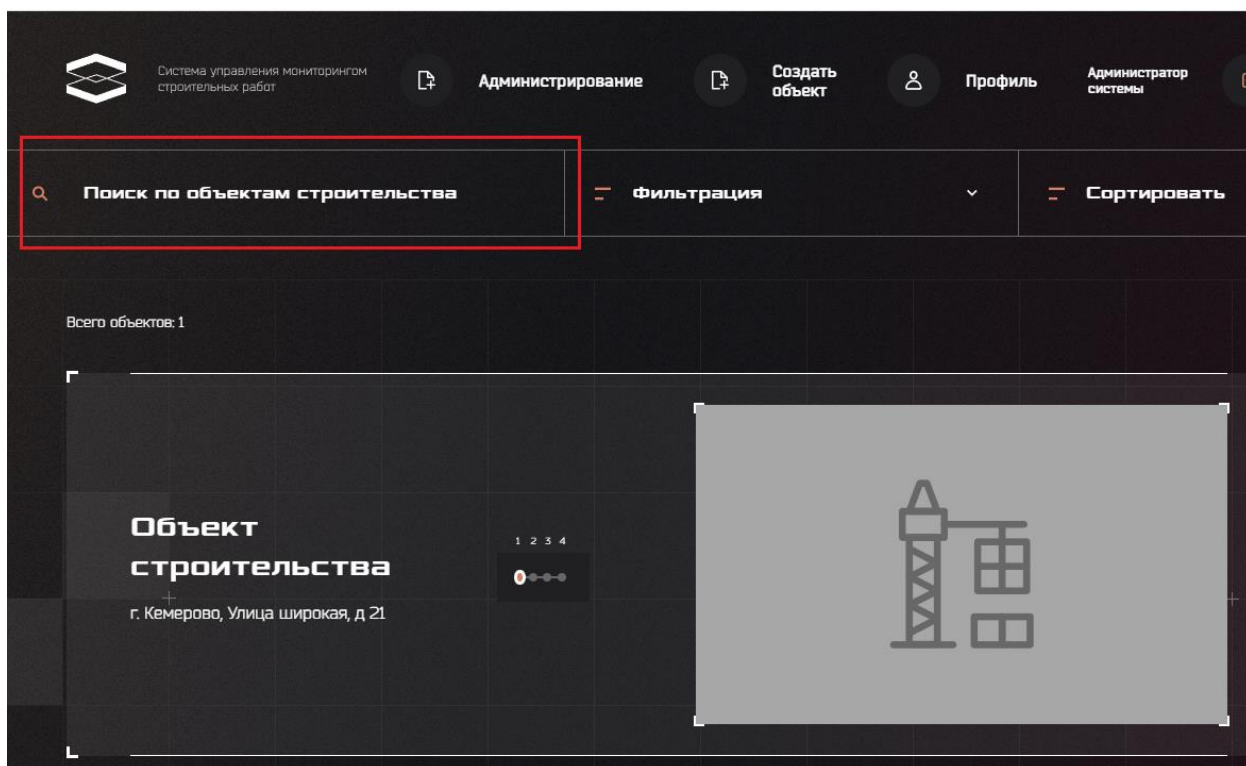 Система управления мониторингом
строительных работ
Администрирование
Создать
объект
Профиль
Администратор
системы
Поиск по объектам строительства
Фильтрация
Сортировать
Всего объектов: 1
Объект
строительства
г. Кемерово, Улица широкая, д 21
1 2 3 4